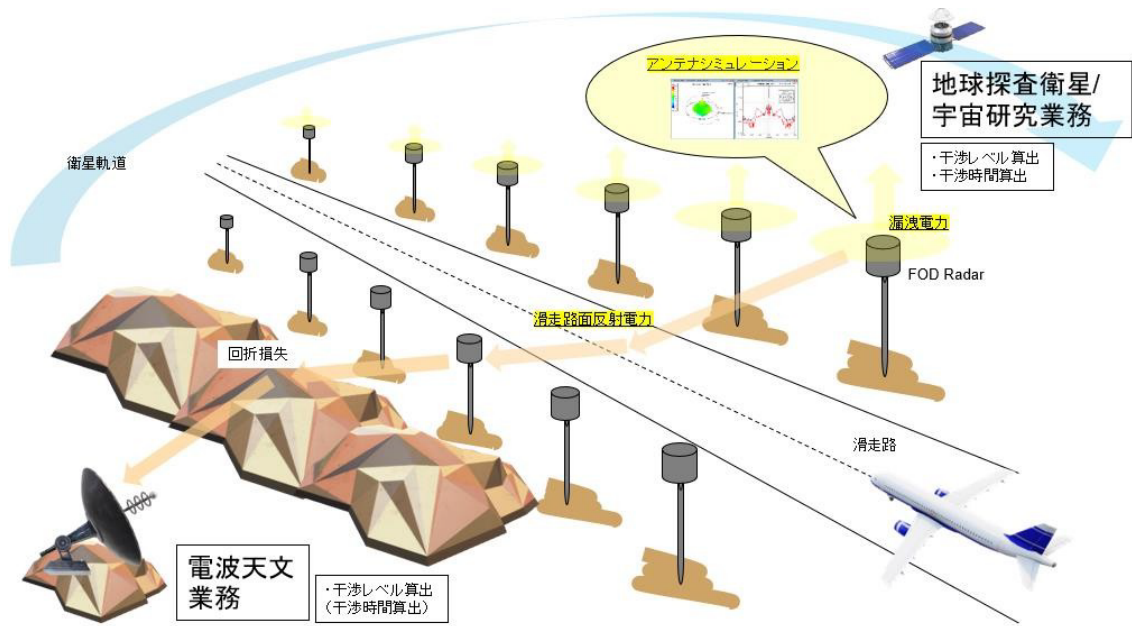 アンテナシミュレーション
地球探査衛星/
宇宙研究業務
・干渉レベル算出
・干渉時間算出
衛星軌道
漏洩電力
FOD Radar
滑走路面反射電力
回折損失
滑走路
電波天文
業務
・干渉レベル算出
(干渉時間算出)